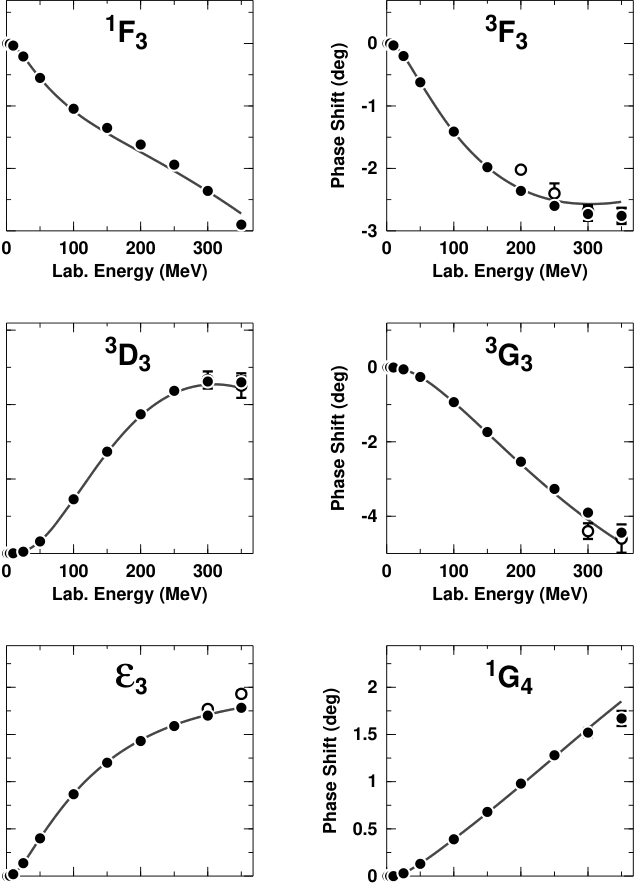 ¹F₃
0 100 200 300
Lab. Energy (MeV)
³F₃
Phase Shift (deg)
0
-1
-2
-3
0 100 200 300
Lab. Energy (MeV)
³D₃
0 100 200 300
Lab. Energy (MeV)
³G₃
Phase Shift (deg)
0
-2
-4
0 100 200 300
Lab. Energy (MeV)
ε₃
¹G₄
Phase Shift (deg)
2
1.5
1
0.5
0